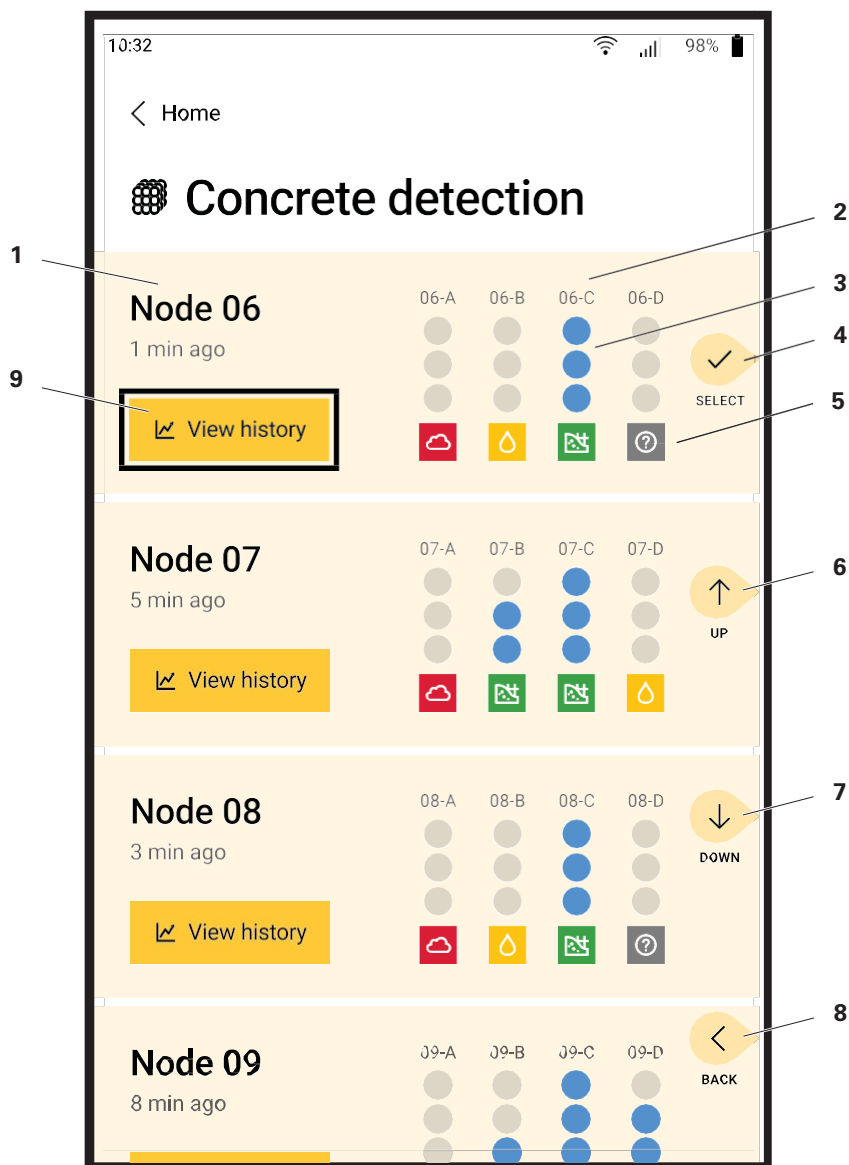 10:32 98%
Home
Concrete detection
2
1
3
06-A 06-B 06-C 06-D
Node 06
4
1 min ago
9
SELECT
5
View history
07-A 07-B 07-C 07-D
Node 07
6
5 min ago
UP
View history
7
08-A 08-B 08-C 08-D
Node 08
3 min ago
DOWN
View history
8
09-A 09-B 09-C 09-D
Node 09
BACK
8 min ago